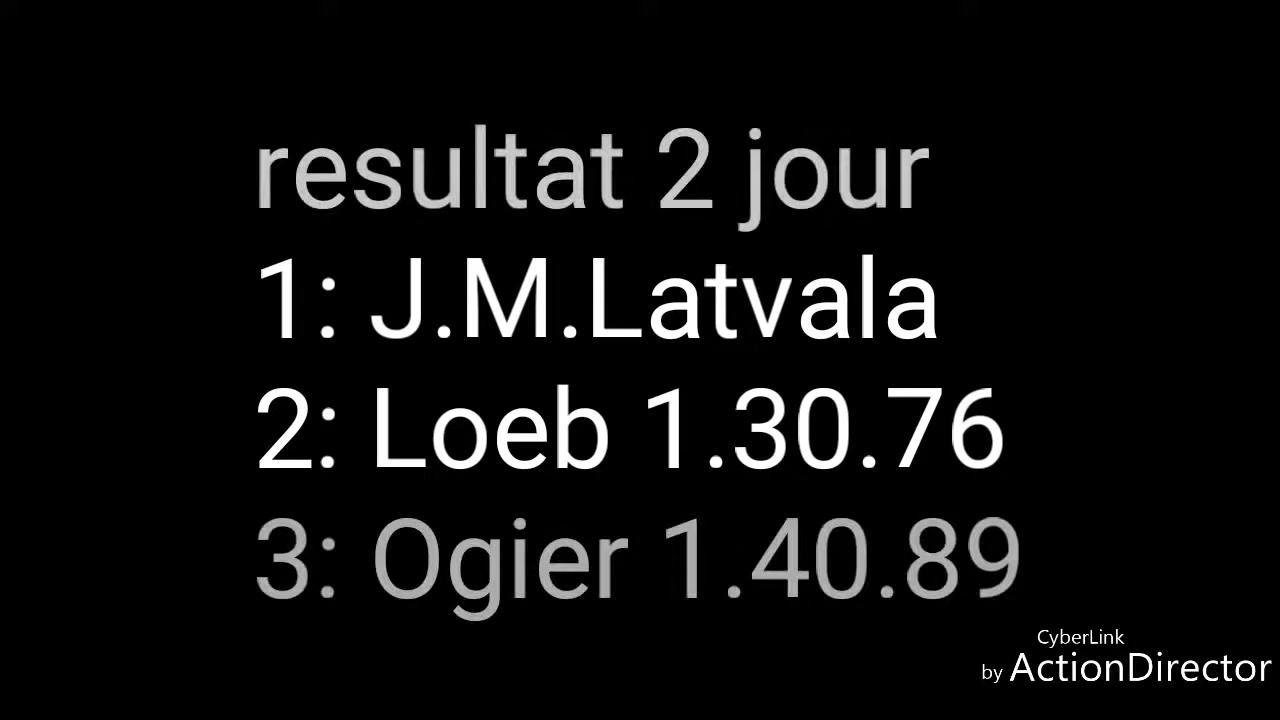 resultat 2 jour
1: J.M.Latvala
2: Loeb 1.30.76
3: Ogier 1.40.89
CyberLink
by ActionDirector